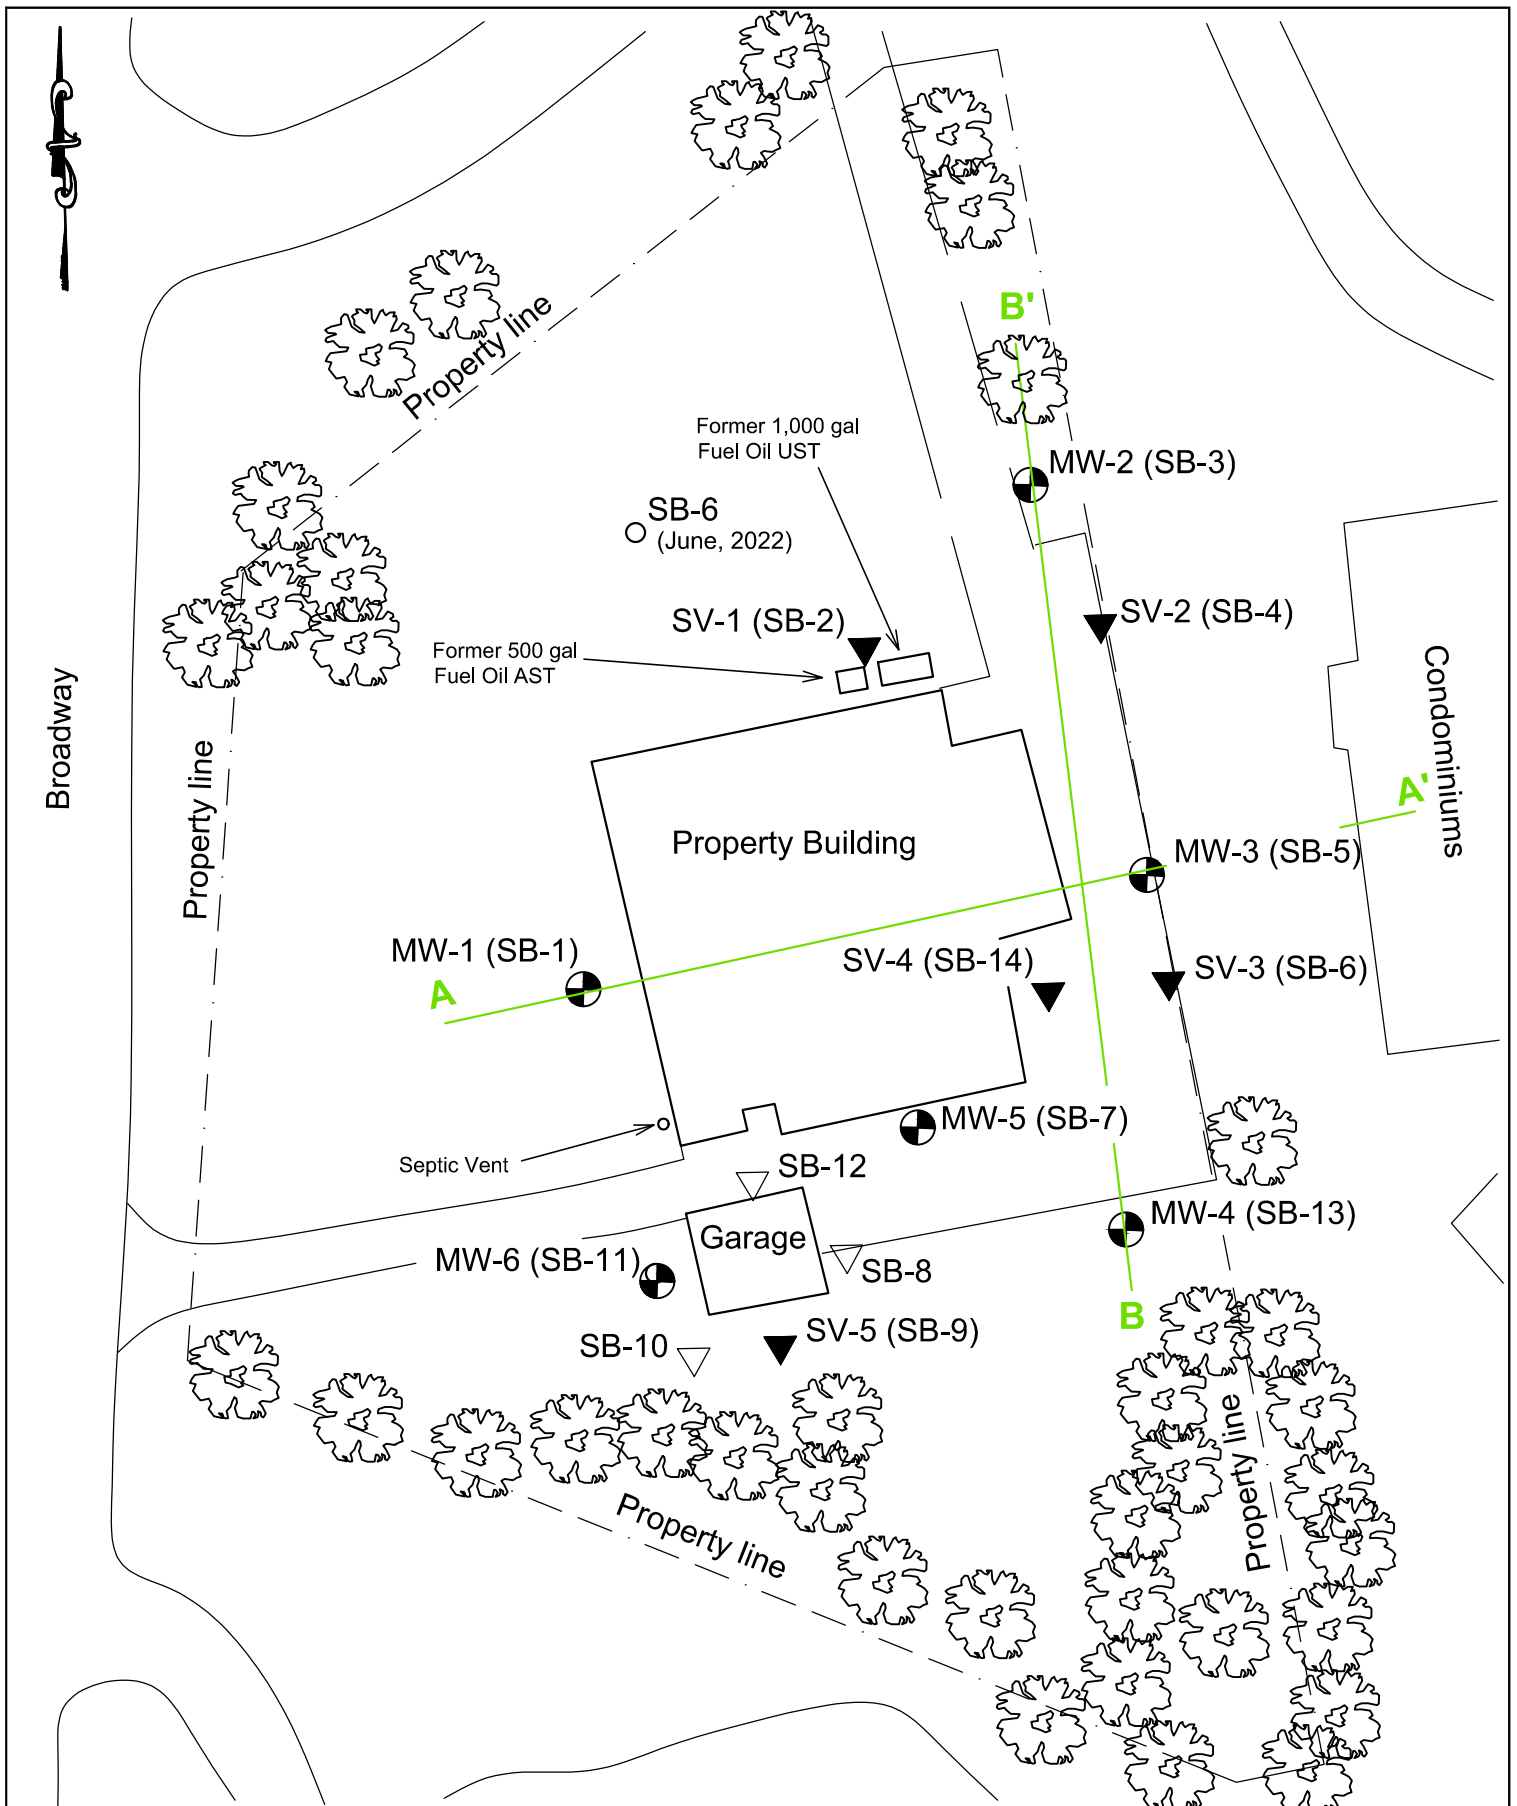 B'
Property line
Former 1,000 gal
Fuel Oil UST
MW-2 (SB-3)
SB-6
(June, 2022)
SV-1 (SB-2)
SV-2 (SB-4)
Former 500 gal
Fuel Oil AST
Broadway
Property line
Condominiums
A'
Property Building
MW-3 (SB-5)
MW-1 (SB-1)
A
SV-4 (SB-14)
SV-3 (SB-6)
MW-5 (SB-7)
Septic Vent
SB-12
MW-4 (SB-13)
Garage
MW-6 (SB-11)
SB-8
B
SV-5 (SB-9)
SB-10
Property line
Property line